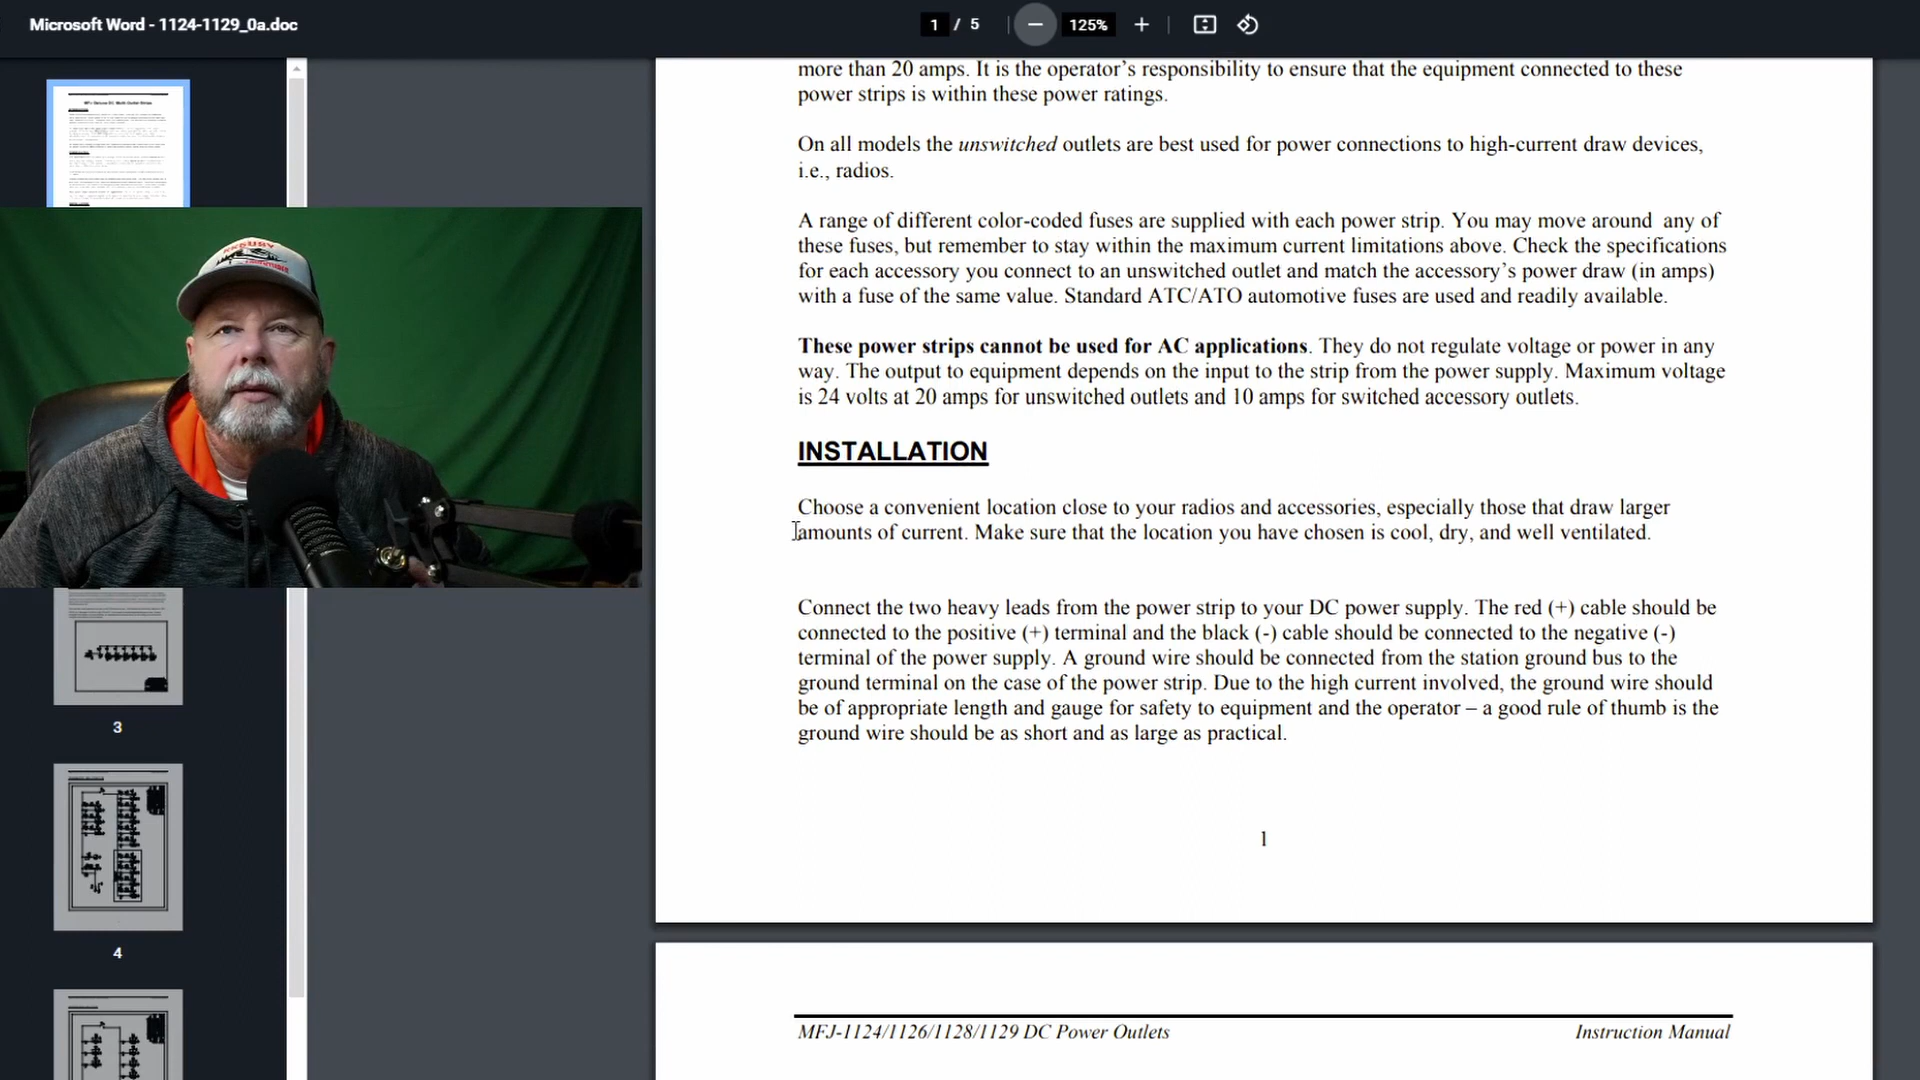 Microsoft Word - 1124-1129_0a.doc
1 / 5
125%
more than 20 amps. It is the operator’s responsibility to ensure that the equipment connected to these
power strips is within these power ratings.
On all models the unswitched outlets are best used for power connections to high-current draw devices,
i.e., radios.
A range of different color-coded fuses are supplied with each power strip. You may move around any of
these fuses, but remember to stay within the maximum current limitations above. Check the specifications
for each accessory you connect to an unswitched outlet and match the accessory’s power draw (in amps)
with a fuse of the same value. Standard ATC/ATO automotive fuses are used and readily available.
These power strips cannot be used for AC applications. They do not regulate voltage or power in any
way. The output to equipment depends on the input to the strip from the power supply. Maximum voltage
is 24 volts at 20 amps for unswitched outlets and 10 amps for switched accessory outlets.
INSTALLATION
Choose a convenient location close to your radios and accessories, especially those that draw larger
amounts of current. Make sure that the location you have chosen is cool, dry, and well ventilated.
Connect the two heavy leads from the power strip to your DC power supply. The red (+) cable should be
connected to the positive (+) terminal and the black (-) cable should be connected to the negative (-)
terminal of the power supply. A ground wire should be connected from the station ground bus to the
ground terminal on the case of the power strip. Due to the high current involved, the ground wire should
be of appropriate length and gauge for safety to equipment and the operator – a good rule of thumb is the
ground wire should be as short and as large as practical.
1
MFJ-1124/1126/1128/1129 DC Power Outlets
Instruction Manual
3
4